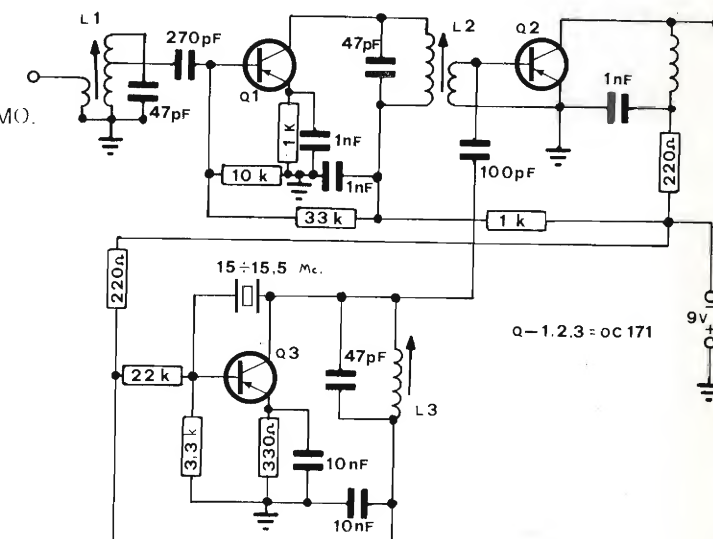 L1
270pF
47pF
MO.
Q1
1K
1nF
10 k
1nF
33 k
47pF
L2
Q2
1nF
100pF
220Ω
1 k
220Ω
15÷15,5 Mc.
Q3
22 k
3,3 k
330Ω
10nF
10nF
47pF
L3
Q-1.2.3=OC 171
9V
-
+